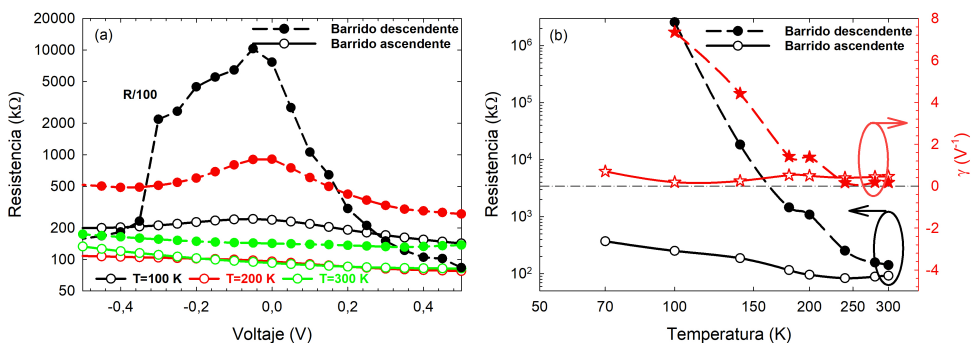 (a)
Barrido descendente
Barrido ascendente
R/100
Resistencia (kΩ)
20000
10000
5000
2000
1000
500
200
100
50
T=100 K
T=200 K
T=300 K
-0,4
-0,2
0,0
0,2
0,4
Voltaje (V)
(b)
Barrido descendente
Barrido ascendente
Resistencia (kΩ)
10⁶
10⁵
10⁴
10³
10²
50
70
100
150
200
250
300
Temperatura (K)
8
6
4
2
0
-2
-4
γ (V⁻¹)